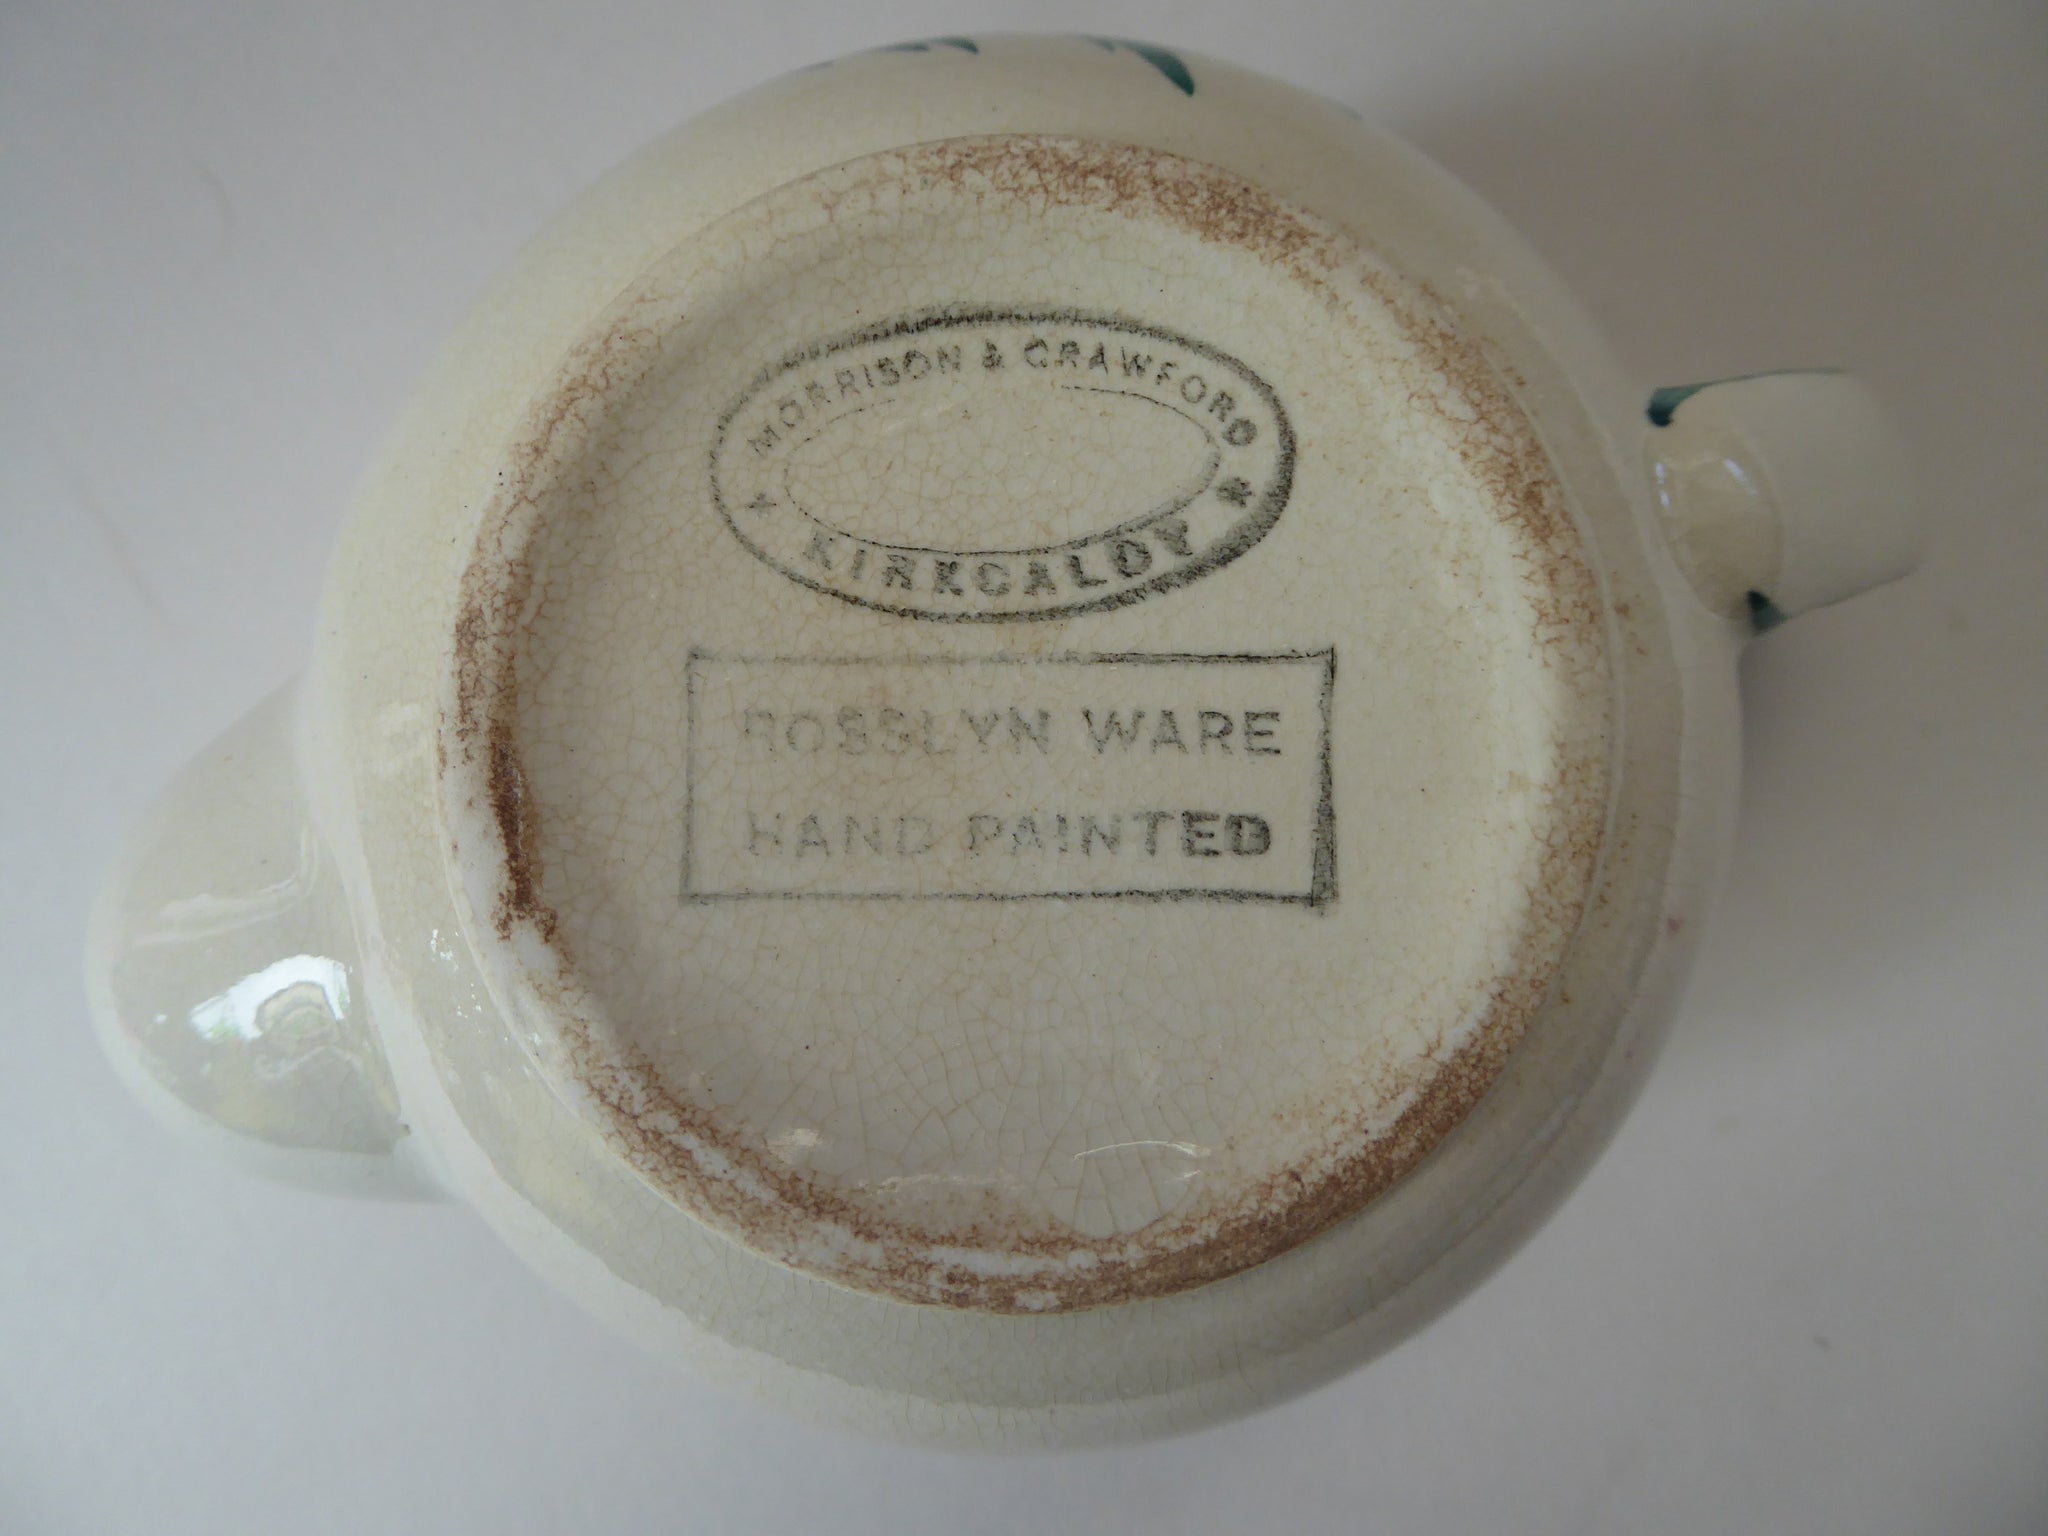 MORRISON & CRAWFORD
KIRKCALDY
ROSSLYN WARE
HAND PAINTED